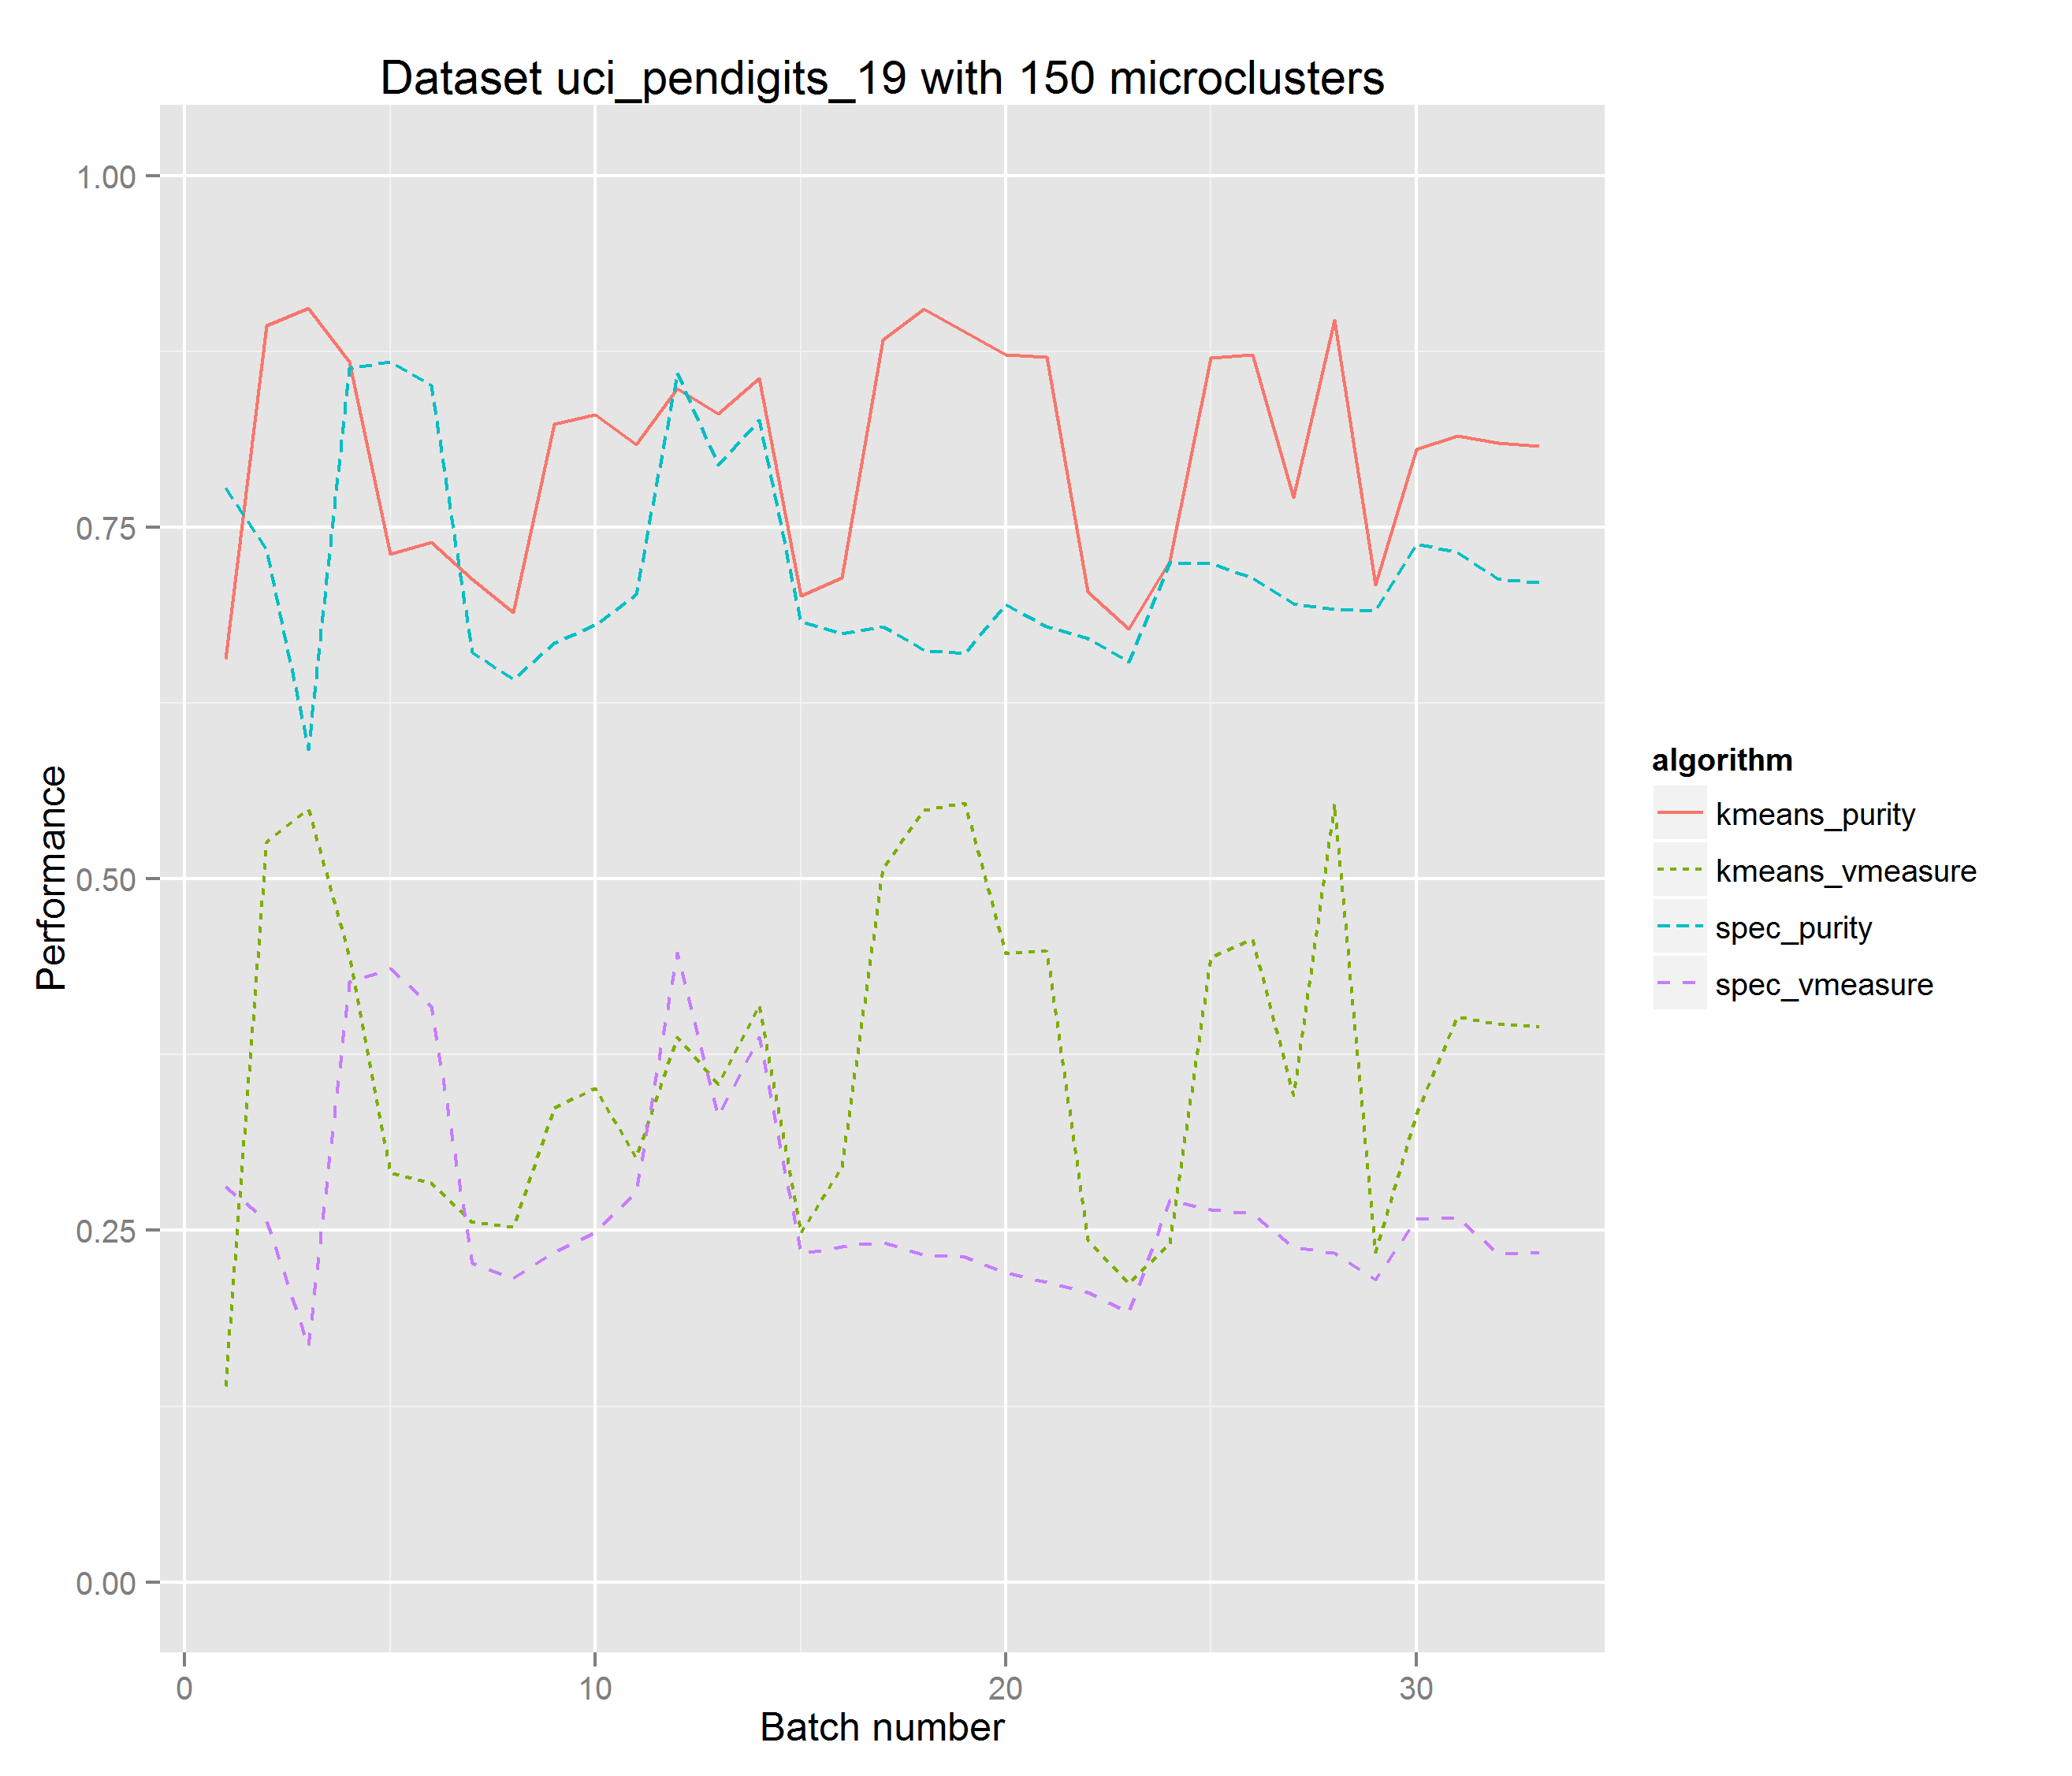 Dataset uci_pendigits_19 with 150 microclusters
1.00
0.75
0.50
0.25
0.00
Performance
0
10
20
30
Batch number
algorithm
kmeans_purity
kmeans_vmeasure
spec_purity
spec_vmeasure